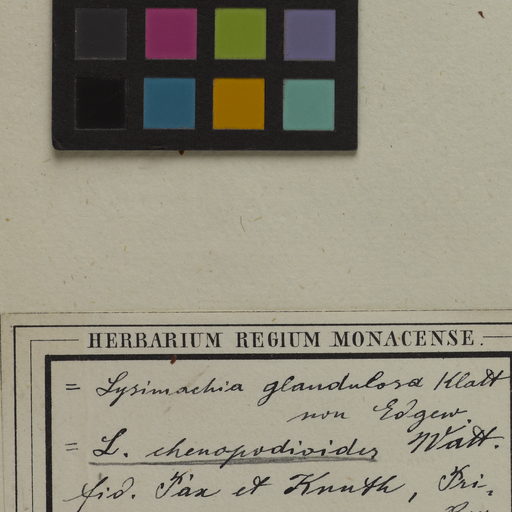 HERBARIUM REGIUM MONACENSE.
= Lysimachia glandulosa Klatt
non Edgew.
= L. chenopodioides Watt.
fid. Pax et Knuth, Pri-